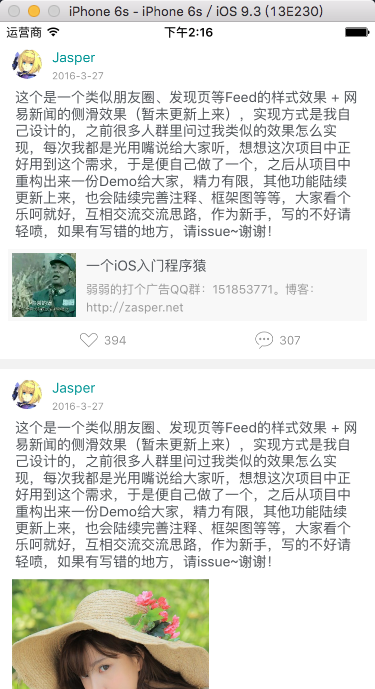 iPhone 6s - iPhone 6s / iOS 9.3 (13E230)
运营商 下午2:16
Jasper
2016-3-27
这个是一个类似朋友圈、发现页等Feed的样式效果 + 网
易新闻的侧滑效果（暂未更新上来），实现方式是我自
己设计的，之前很多人群里问过我类似的效果怎么实
现，每次我都是光用嘴说给大家听，想想这次项目中正
好用到这个需求，于是便自己做了一个，之后从项目中
重构出来一份Demo给大家，精力有限，其他功能陆续
更新上来，也会陆续完善注释、框架图等等，大家看个
乐呵就好，互相交流交流思路，作为新手，写的不好请
轻喷，如果有写错的地方，请issue~谢谢！
一个iOS入门程序猿
弱弱的打个广告QQ群：151853771。博客：
http://zasper.net
394 307
Jasper
2016-3-27
这个是一个类似朋友圈、发现页等Feed的样式效果 + 网
易新闻的侧滑效果（暂未更新上来），实现方式是我自
己设计的，之前很多人群里问过我类似的效果怎么实
现，每次我都是光用嘴说给大家听，想想这次项目中正
好用到这个需求，于是便自己做了一个，之后从项目中
重构出来一份Demo给大家，精力有限，其他功能陆续
更新上来，也会陆续完善注释、框架图等等，大家看个
乐呵就好，互相交流交流思路，作为新手，写的不好请
轻喷，如果有写错的地方，请issue~谢谢！